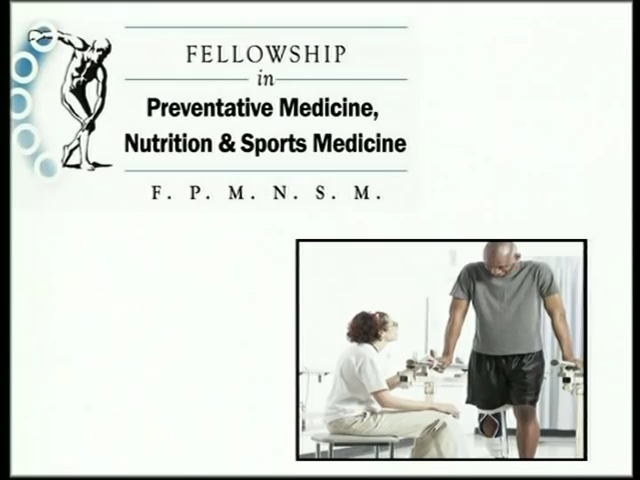 FELLOWSHIP
in
Preventative Medicine,
Nutrition & Sports Medicine
F. P. M. N. S. M.